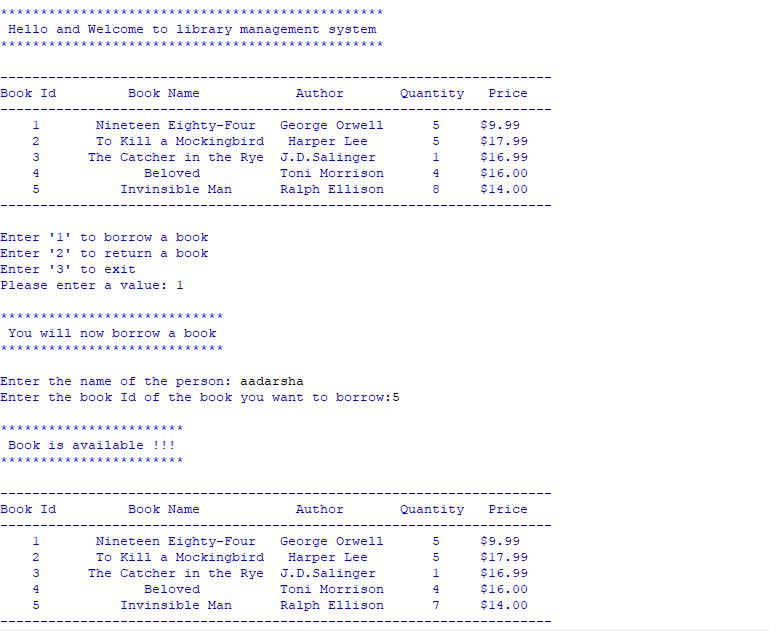 ************************************************
 Hello and Welcome to library management system
************************************************
---------------------------------------------------------------------
Book Id         Book Name            Author       Quantity   Price
---------------------------------------------------------------------
    1       Nineteen Eighty-Four   George Orwell      5     $9.99
    2       To Kill a Mockingbird   Harper Lee        5     $17.99
    3      The Catcher in the Rye  J.D.Salinger       1     $16.99
    4             Beloved          Toni Morrison      4     $16.00
    5          Invinsible Man      Ralph Ellison      8     $14.00
---------------------------------------------------------------------
Enter '1' to borrow a book
Enter '2' to return a book
Enter '3' to exit
Please enter a value: 1
****************************
 You will now borrow a book
****************************
Enter the name of the person: aadarsha
Enter the book Id of the book you want to borrow:5
***********************
 Book is available !!!
***********************
---------------------------------------------------------------------
Book Id         Book Name            Author       Quantity   Price
---------------------------------------------------------------------
    1       Nineteen Eighty-Four   George Orwell      5     $9.99
    2       To Kill a Mockingbird   Harper Lee        5     $17.99
    3      The Catcher in the Rye  J.D.Salinger       1     $16.99
    4             Beloved          Toni Morrison      4     $16.00
    5          Invinsible Man      Ralph Ellison      7     $14.00
---------------------------------------------------------------------